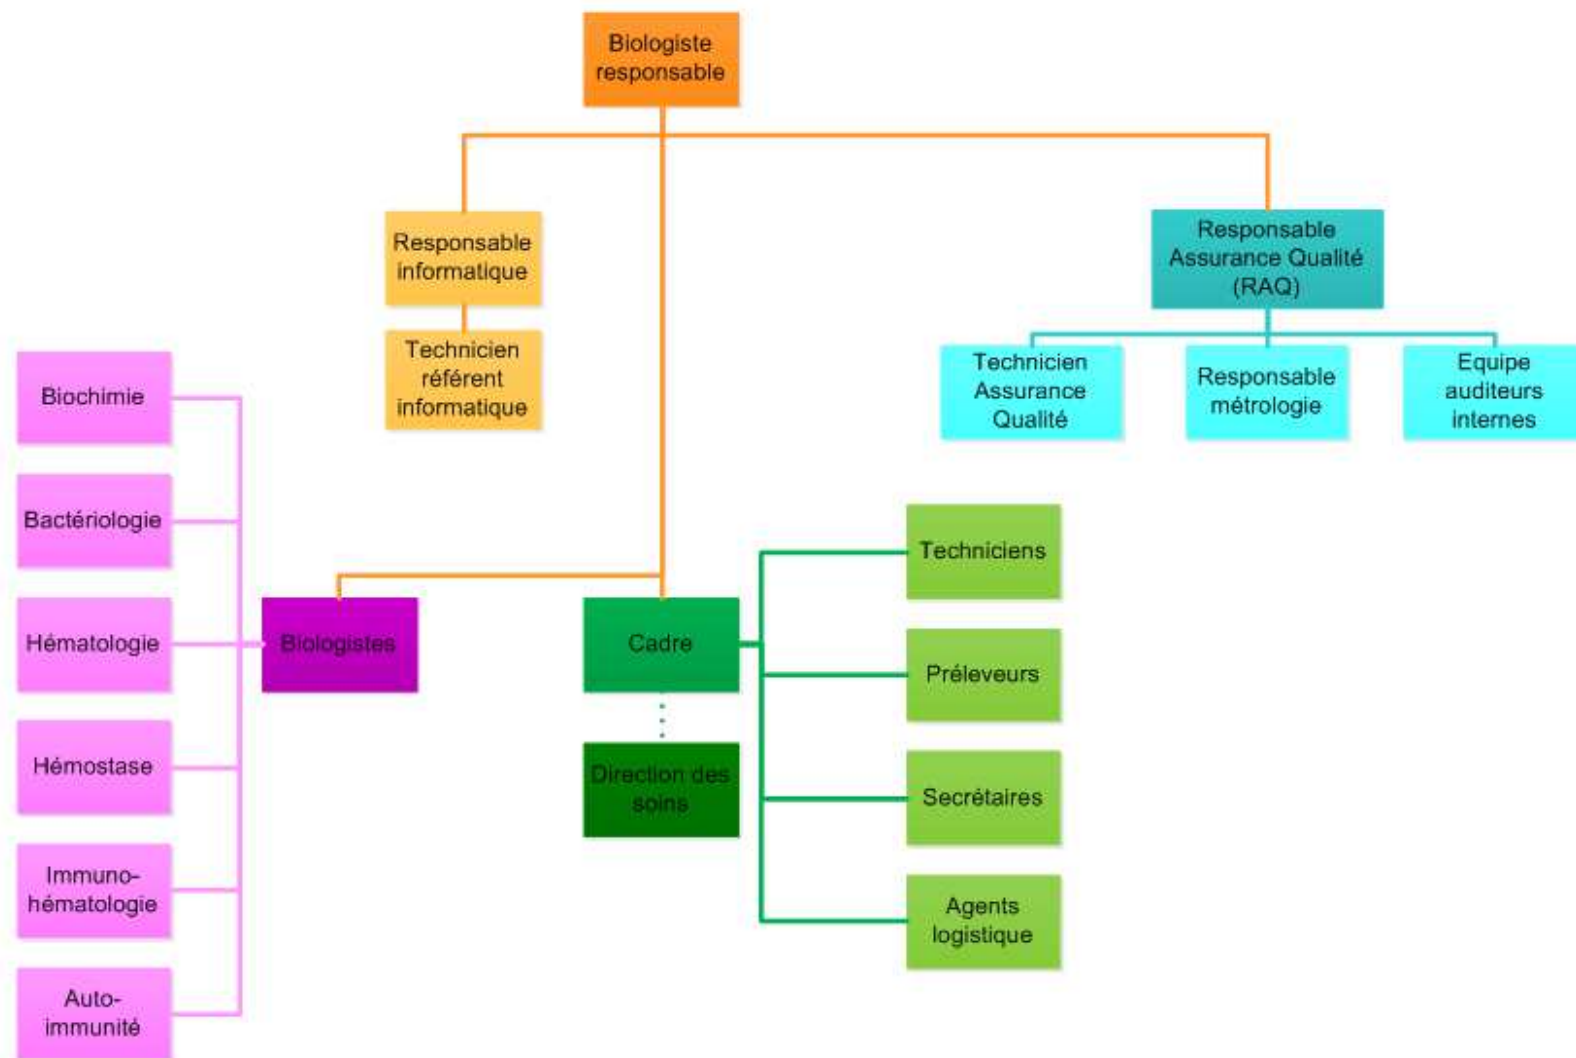 Biologiste
responsable
Responsable
informatique
Technicien
référent
informatique
Responsable
Assurance Qualité
(RAQ)
Technicien
Assurance
Qualité
Responsable
métrologie
Equipe
auditeurs
internes
Biochimie
Bactériologie
Hématologie
Hémostase
Immuno-
hématologie
Auto-
immunité
Biologistes
Cadre
Direction des
soins
Techniciens
Préleveurs
Secrétaires
Agents
logistique